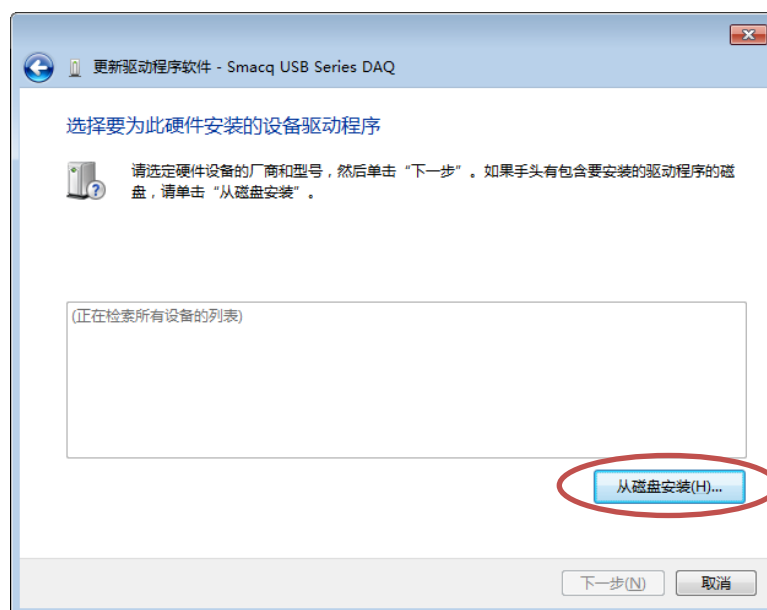 更新驱动程序软件 - Smacq USB Series DAQ
选择要为此硬件安装的设备驱动程序
请选定硬件设备的厂商和型号，然后单击“下一步”。如果手头有包含要安装的驱动程序的磁
盘，请单击“从磁盘安装”。
(正在检索所有设备的列表)
从磁盘安装(H)...
下一步(N)
取消